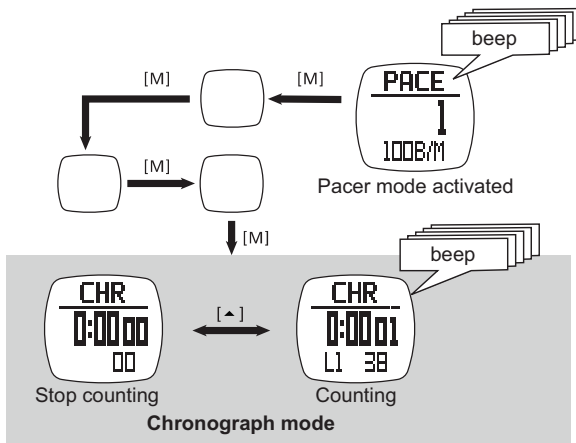 beep
PACE
1
100B/M
Pacer mode activated
[M]
[M]
[M]
[M]
beep
CHR
0:00 00
00
Stop counting
[▲]
CHR
0:00 01
L1 38
Counting
Chronograph mode